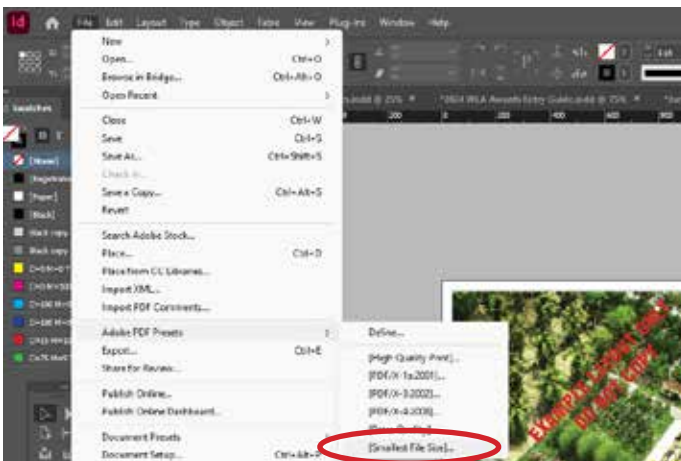 Id
File Edit Layout Type Object Table View Plug-ins Window Help
New
Open... Ctrl+O
Browse in Bridge... Ctrl+Alt+O
Open Recent
Close Ctrl+W
Save Ctrl+S
Save As... Ctrl+Shift+S
Check In...
Save a Copy... Ctrl+Alt+S
Revert
Search Adobe Stock...
Place... Ctrl+D
Place from CC Libraries...
Import XML...
Import PDF Comments...
Adobe PDF Presets
Export... Ctrl+E
Share for Review...
Publish Online...
Publish Online Dashboard...
Document Presets
Document Setup...
Define...
[High Quality Print]...
[PDF/X-1a:2001]...
[PDF/X-3:2002]...
[PDF/X-4:2008]...
[Smallest File Size]...
Swatches
[None]
[Paper]
[Black]
Black copy
EXAMPLE LAYOUT ONLY
DO NOT COPY